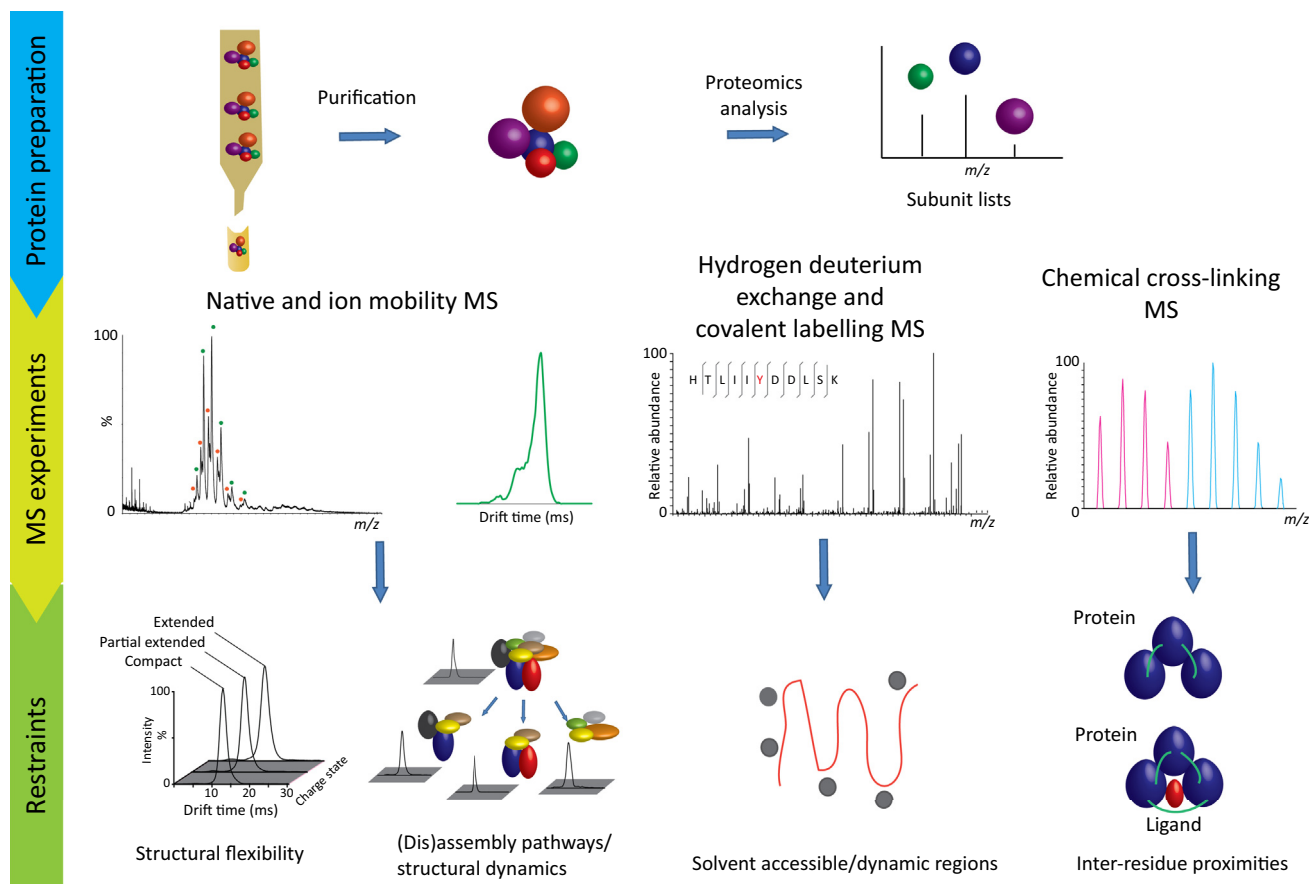 Protein preparation
Purification
Proteomics
analysis
m/z
Subunit lists
MS experiments
Native and ion mobility MS
100
%
0
m/z
Drift time (ms)
Hydrogen deuterium
exchange and
covalent labelling MS
100
Relative abundance
0
H T L I I Y D D L S K
m/z
Chemical cross-linking
MS
100
Relative abundance
0
m/z
Restraints
Extended
Partial extended
Compact
100
Intensity
%
0
0 10 20 30
Drift time (ms)
Charge state
Structural flexibility
(Dis)assembly pathways/
structural dynamics
Solvent accessible/dynamic regions
Protein
Protein
Ligand
Inter-residue proximities